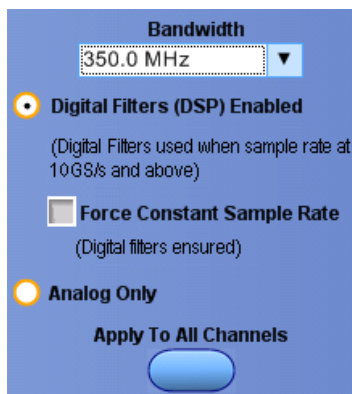 Bandwidth
350.0 MHz
Digital Filters (DSP) Enabled
(Digital Filters used when sample rate at
10GS/s and above)
Force Constant Sample Rate
(Digital filters ensured)
Analog Only
Apply To All Channels